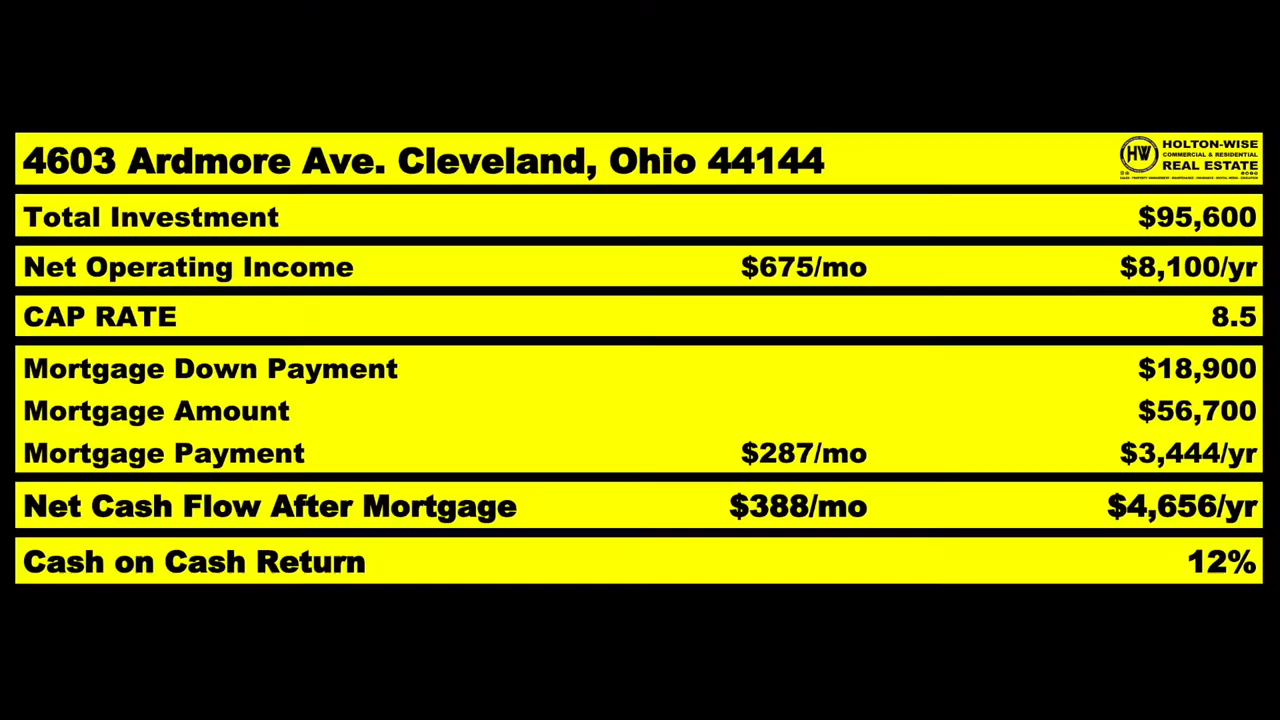 4603 Ardmore Ave. Cleveland, Ohio 44144
HW
HOLTON-WISE
COMMERCIAL & RESIDENTIAL
REAL ESTATE
Total Investment $95,600
Net Operating Income $675/mo $8,100/yr
CAP RATE 8.5
Mortgage Down Payment $18,900
Mortgage Amount $56,700
Mortgage Payment $287/mo $3,444/yr
Net Cash Flow After Mortgage $388/mo $4,656/yr
Cash on Cash Return 12%